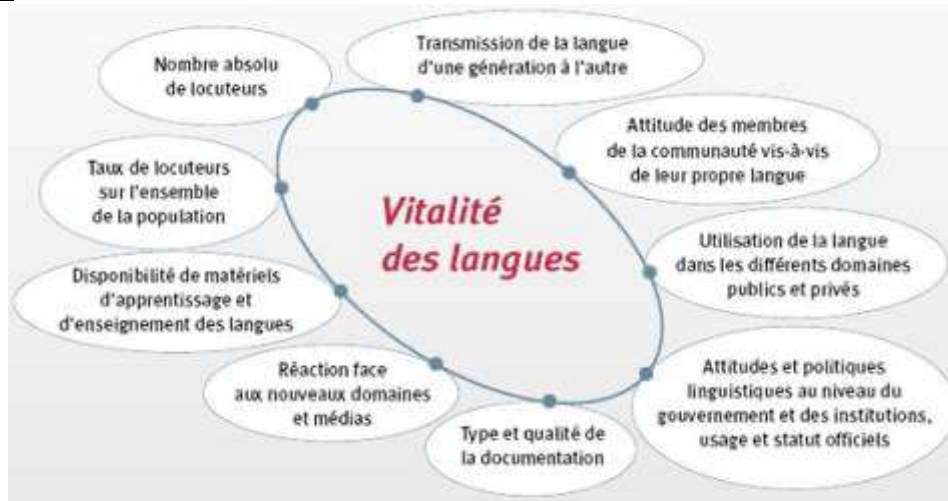 Nombre absolu
de locuteurs
Transmission de la langue
d'une génération à l'autre
Attitude des membres
de la communauté vis-à-vis
de leur propre langue
Taux de locuteurs
sur l'ensemble
de la population
Vitalité
des langues
Utilisation de la langue
dans les différents domaines
publics et privés
Disponibilité de matériels
d'apprentissage et
d'enseignement des langues
Réaction face
aux nouveaux domaines
et médias
Attitudes et politiques
linguistiques au niveau du
gouvernement et des institutions,
usage et statut officiels
Type et qualité de
la documentation